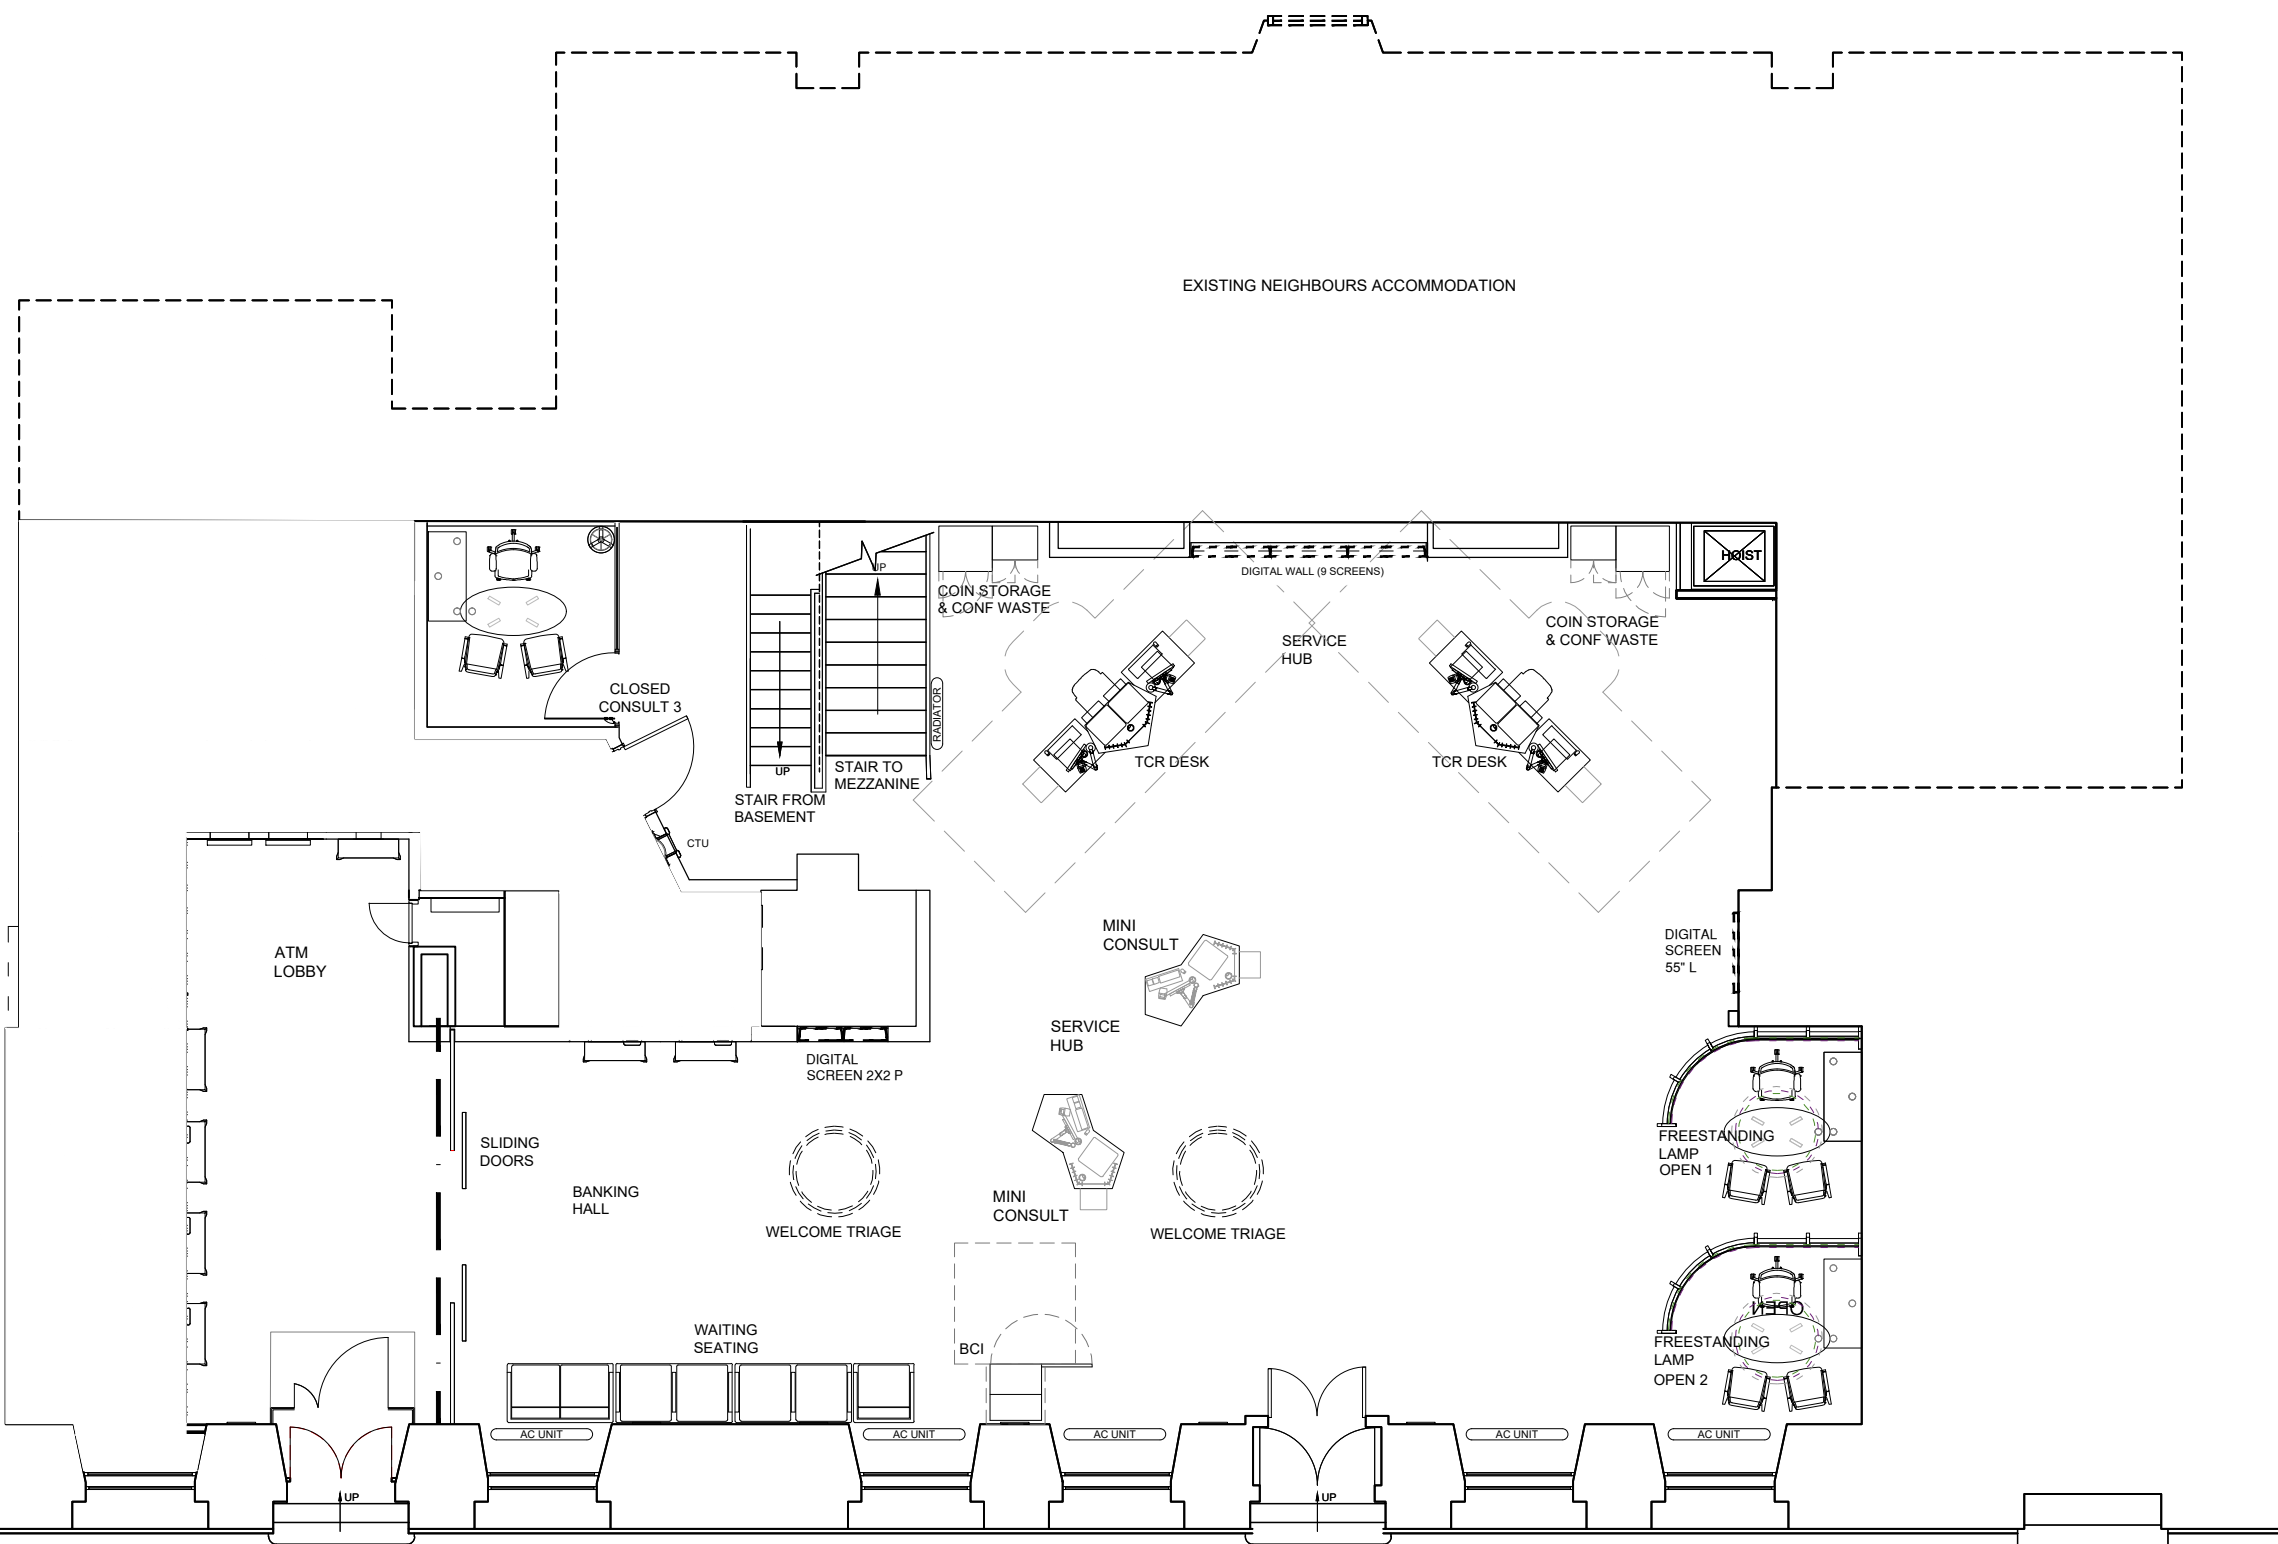 EXISTING NEIGHBOURS ACCOMMODATION
HOIST
DIGITAL WALL (9 SCREENS)
UP
COIN STORAGE
& CONF WASTE
COIN STORAGE
& CONF WASTE
SERVICE
HUB
CLOSED
CONSULT 3
RADIATOR
TCR DESK
TCR DESK
UP
STAIR TO
MEZZANINE
STAIR FROM
BASEMENT
CTU
MINI
CONSULT
DIGITAL
SCREEN
55" L
ATM
LOBBY
SERVICE
HUB
DIGITAL
SCREEN 2X2 P
SLIDING
DOORS
FREESTANDING
LAMP
OPEN 1
BANKING
HALL
MINI
CONSULT
WELCOME TRIAGE
WELCOME TRIAGE
OPEN
WAITING
SEATING
BCI
FREESTANDING
LAMP
OPEN 2
AC UNIT
AC UNIT
AC UNIT
AC UNIT
AC UNIT
UP
UP